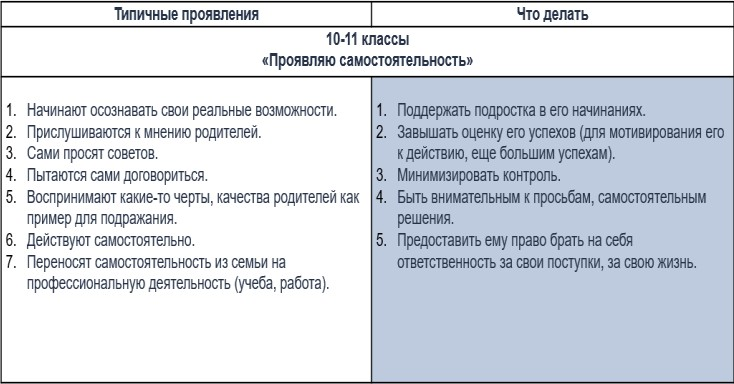 Типичные проявления
Что делать
10-11 классы
«Проявляю самостоятельность»
1. Начинают осознавать свои реальные возможности.
2. Прислушиваются к мнению родителей.
3. Сами просят советов.
4. Пытаются сами договориться.
5. Воспринимают какие-то черты, качества родителей как
пример для подражания.
6. Действуют самостоятельно.
7. Переносят самостоятельность из семьи на
профессиональную деятельность (учеба, работа).
1. Поддержать подростка в его начинаниях.
2. Завышать оценку его успехов (для мотивирования его
к действию, еще большим успехам).
3. Минимизировать контроль.
4. Быть внимательным к просьбам, самостоятельным
решения.
5. Предоставить ему право брать на себя
ответственность за свои поступки, за свою жизнь.